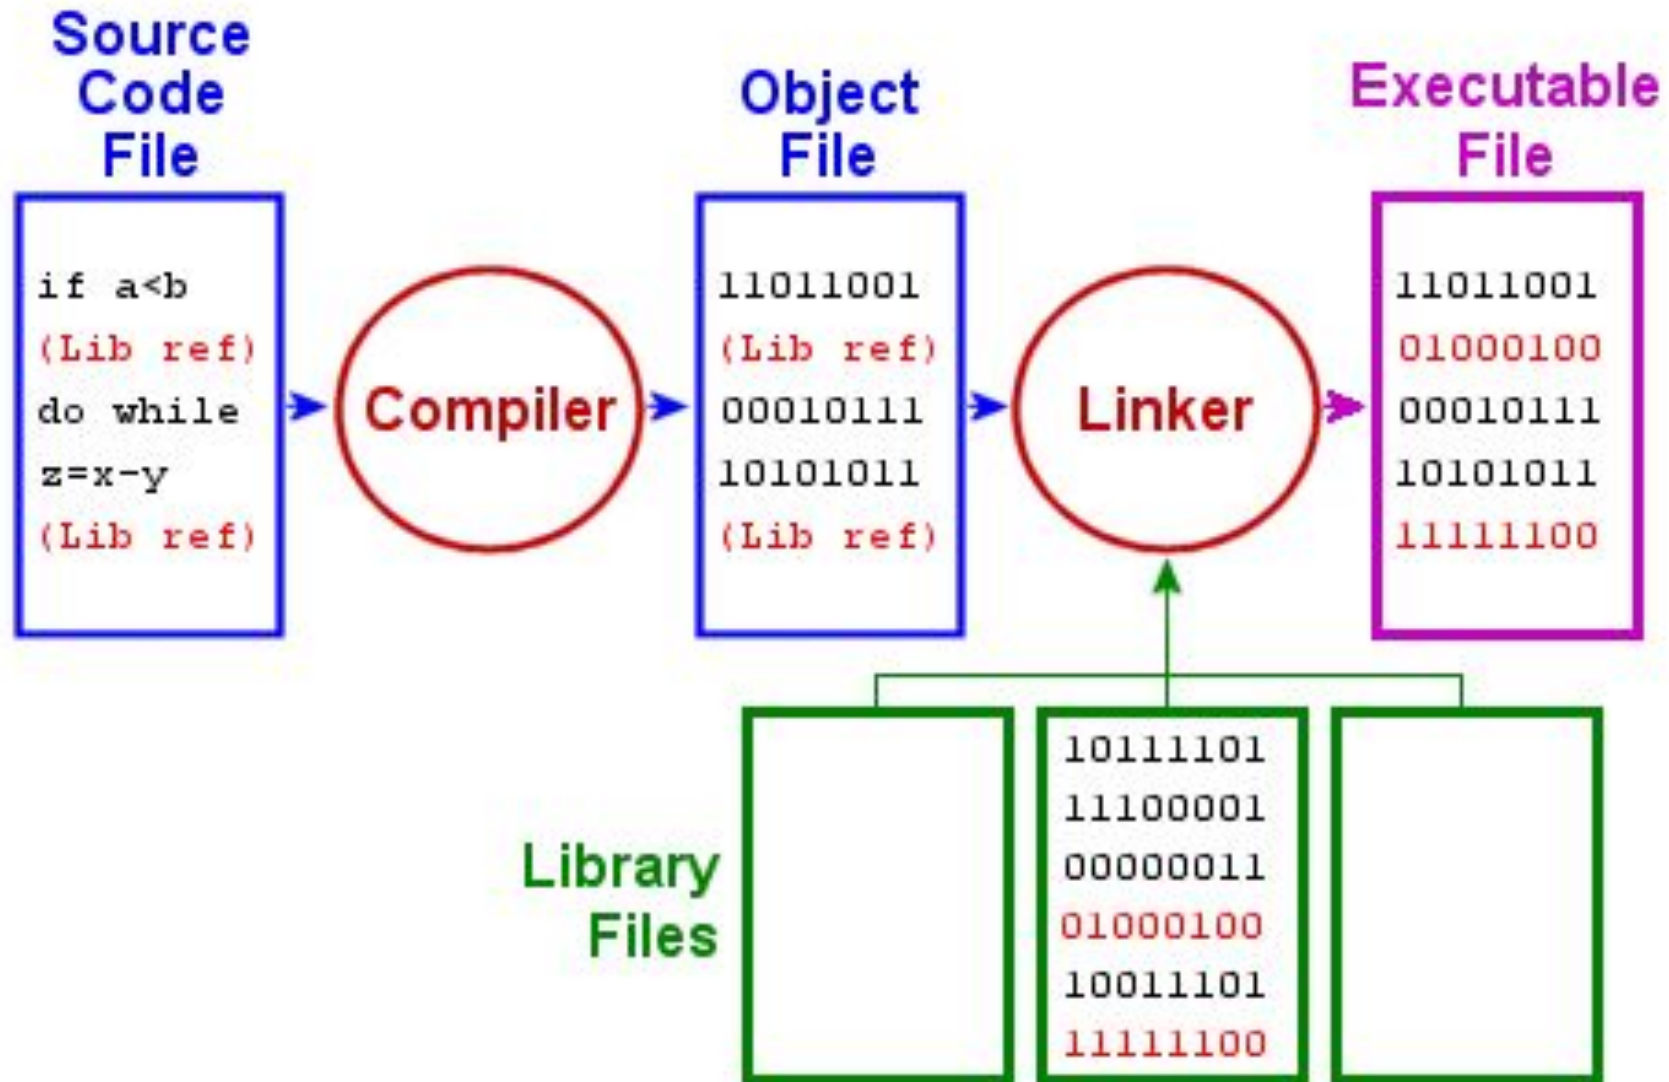 Source
Code
File
if a<b
(Lib ref)
do while
z=x-y
(Lib ref)
Compiler
Object
File
11011001
(Lib ref)
00010111
10101011
(Lib ref)
Linker
Executable
File
11011001
01000100
00010111
10101011
11111100
Library
Files
10111101
11100001
00000011
01000100
10011101
11111100